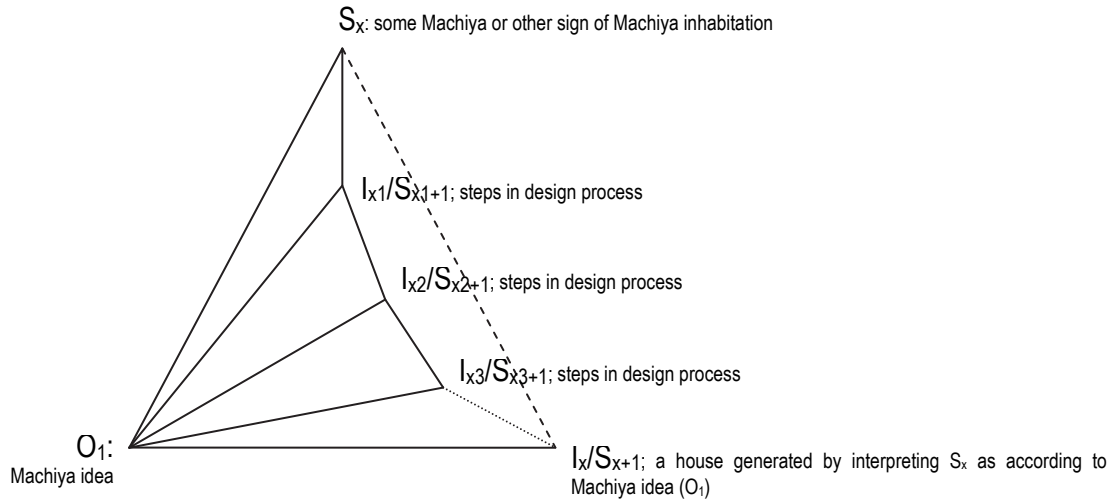 Sx: some Machiya or other sign of Machiya inhabitation
Ix1/Sx1+1; steps in design process
Ix2/Sx2+1; steps in design process
Ix3/Sx3+1; steps in design process
O1:
Machiya idea
Ix/Sx+1; a house generated by interpreting Sx as according to
Machiya idea (O1)